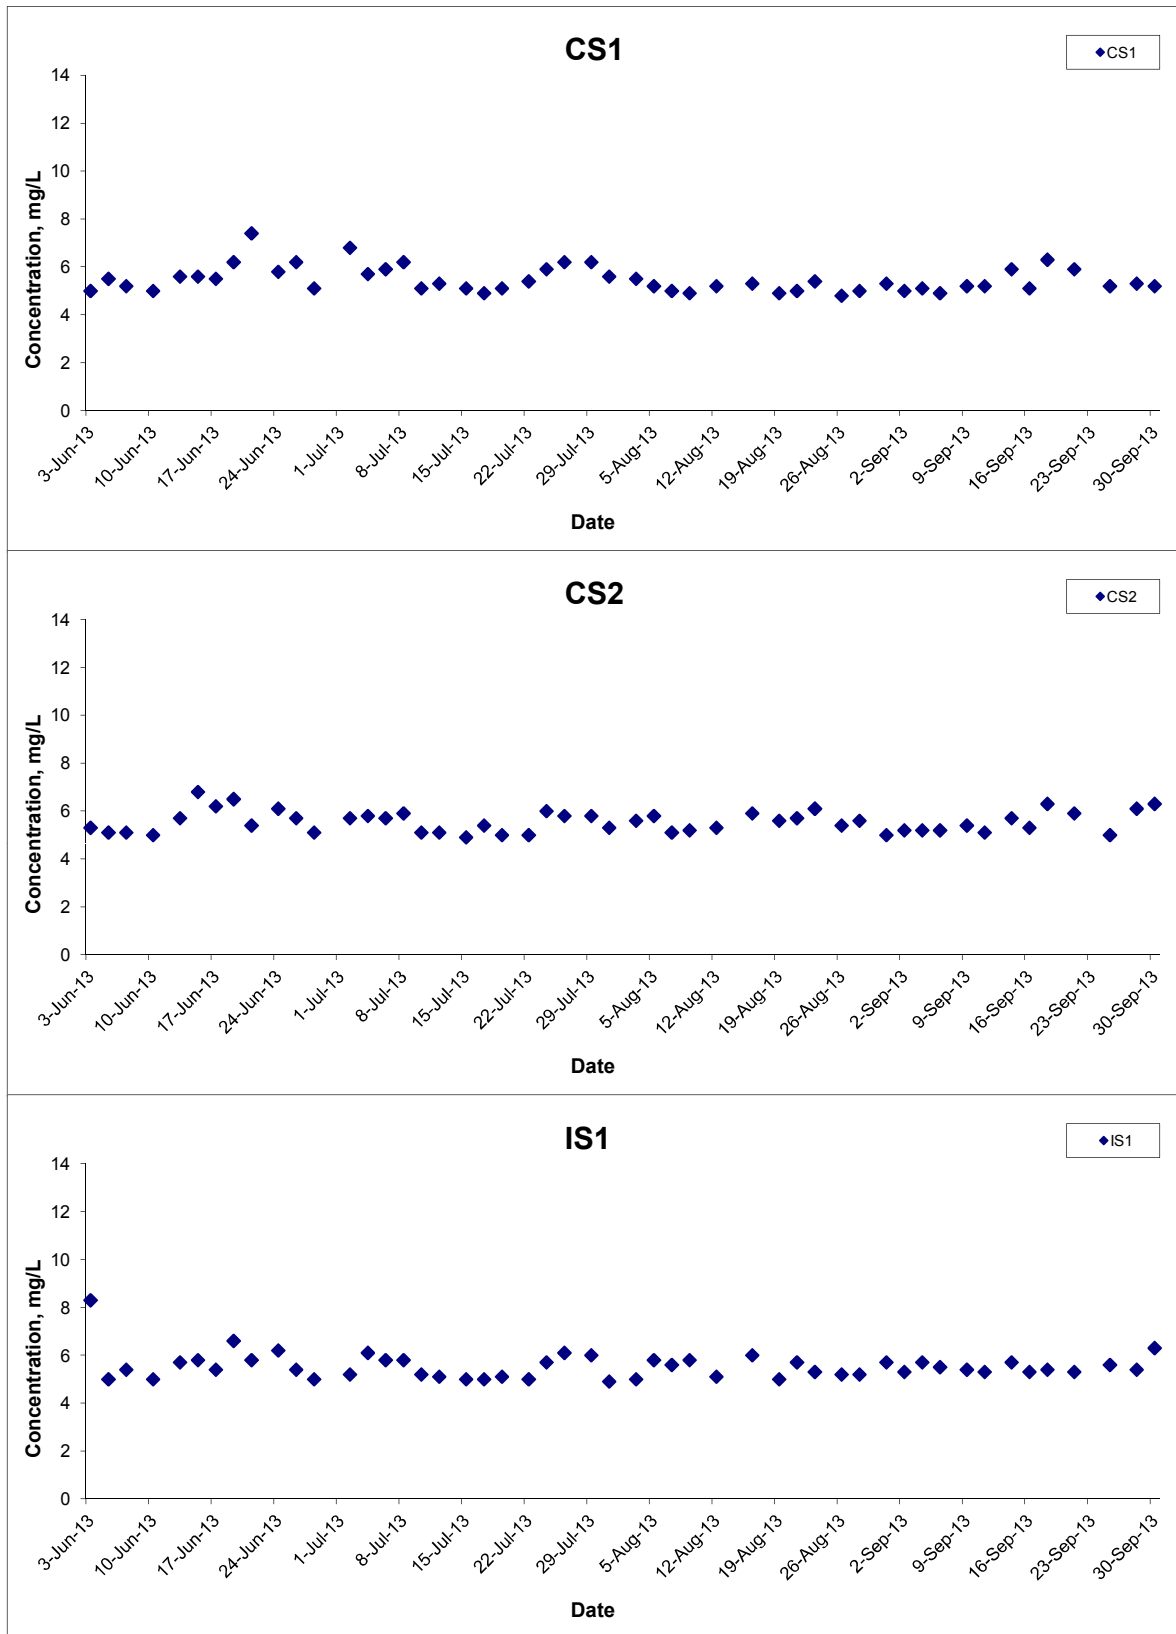 CS1
CS1
Concentration, mg/L
14
12
10
8
6
4
2
0
3-Jun-13
10-Jun-13
17-Jun-13
24-Jun-13
1-Jul-13
8-Jul-13
15-Jul-13
22-Jul-13
29-Jul-13
5-Aug-13
12-Aug-13
19-Aug-13
26-Aug-13
2-Sep-13
9-Sep-13
16-Sep-13
23-Sep-13
30-Sep-13
Date
CS2
CS2
Concentration, mg/L
14
12
10
8
6
4
2
0
3-Jun-13
10-Jun-13
17-Jun-13
24-Jun-13
1-Jul-13
8-Jul-13
15-Jul-13
22-Jul-13
29-Jul-13
5-Aug-13
12-Aug-13
19-Aug-13
26-Aug-13
2-Sep-13
9-Sep-13
16-Sep-13
23-Sep-13
30-Sep-13
Date
IS1
IS1
Concentration, mg/L
14
12
10
8
6
4
2
0
3-Jun-13
10-Jun-13
17-Jun-13
24-Jun-13
1-Jul-13
8-Jul-13
15-Jul-13
22-Jul-13
29-Jul-13
5-Aug-13
12-Aug-13
19-Aug-13
26-Aug-13
2-Sep-13
9-Sep-13
16-Sep-13
23-Sep-13
30-Sep-13
Date